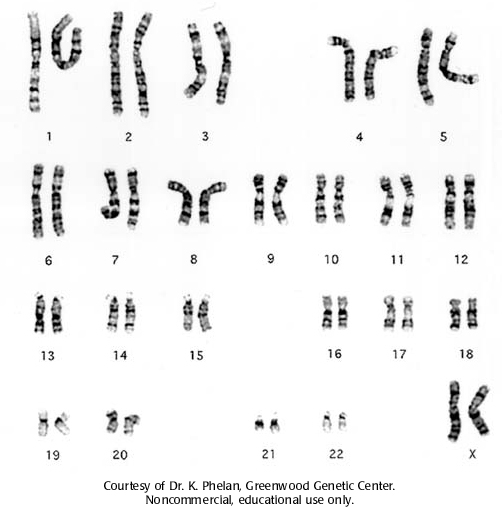 1 2 3 4 5
6 7 8 9 10 11 12
13 14 15 16 17 18
19 20 21 22 X
Courtesy of Dr. K. Phelan, Greenwood Genetic Center.
Noncommercial, educational use only.